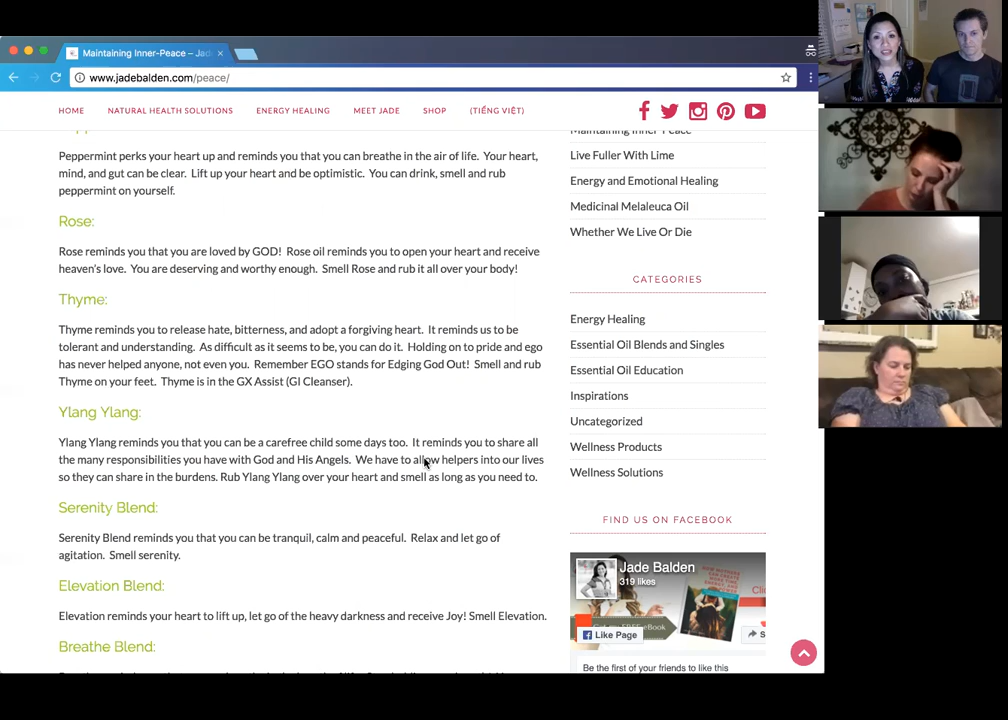 Maintaining Inner-Peace – Jad
www.jadebalden.com/peace/
HOME NATURAL HEALTH SOLUTIONS ENERGY HEALING MEET JADE SHOP (TIẾNG VIỆT)
Peppermint perks your heart up and reminds you that you can breathe in the air of life. Your heart,
mind, and gut can be clear. Lift up your heart and be optimistic. You can drink, smell and rub
peppermint on yourself.
Rose:
Rose reminds you that you are loved by GOD! Rose oil reminds you to open your heart and receive
heaven's love. You are deserving and worthy enough. Smell Rose and rub it all over your body!
Thyme:
Thyme reminds you to release hate, bitterness, and adopt a forgiving heart. It reminds us to be
tolerant and understanding. As difficult as it seems to be, you can do it. Holding on to pride and ego
has never helped anyone, not even you. Remember EGO stands for Edging God Out! Smell and rub
Thyme on your feet. Thyme is in the GX Assist (GI Cleanser).
Ylang Ylang:
Ylang Ylang reminds you that you can be a carefree child some days too. It reminds you to share all
the many responsibilities you have with God and His Angels. We have to allow helpers into our lives
so they can share in the burdens. Rub Ylang Ylang over your heart and smell as long as you need to.
Serenity Blend:
Serenity Blend reminds you that you can be tranquil, calm and peaceful. Relax and let go of
agitation. Smell serenity.
Elevation Blend:
Elevation reminds your heart to lift up, let go of the heavy darkness and receive Joy! Smell Elevation.
Breathe Blend:
Maintaining Inner-Peace
Live Fuller With Lime
Energy and Emotional Healing
Medicinal Melaleuca Oil
Whether We Live Or Die
CATEGORIES
Energy Healing
Essential Oil Blends and Singles
Essential Oil Education
Inspirations
Uncategorized
Wellness Products
Wellness Solutions
FIND US ON FACEBOOK
Jade Balden
319 likes
Like Page
Be the first of your friends to like this